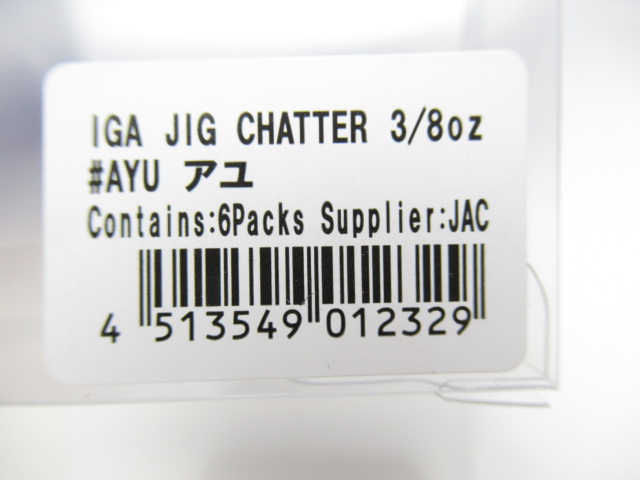 IGA JIG CHATTER 3/8oz
#AYU アユ
Contains:6Packs Supplier:JAC
4 513549 012329